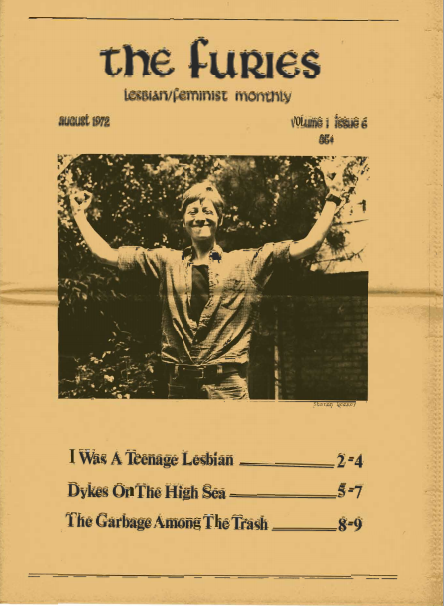 the furies
lesbian/feminist monthly
august 1972
volume 1 issue 6
35¢
I Was A Teenage Lesbian 2-4
Dykes On The High Sea 5-7
The Garbage Among The Trash 8-9